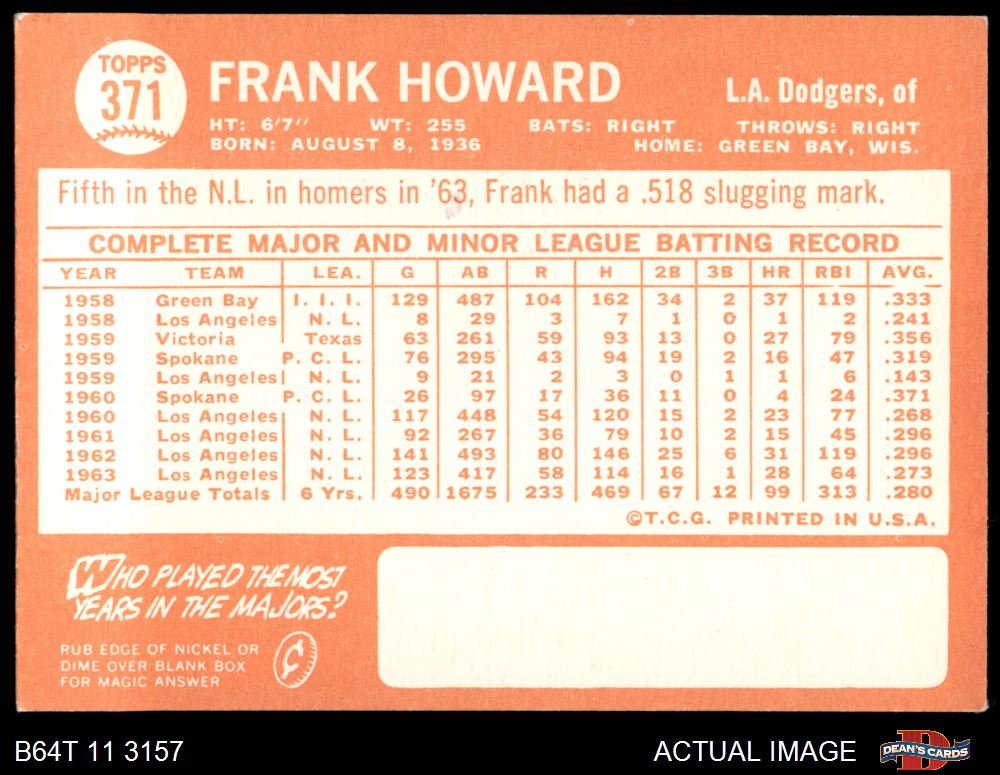 TOPPS
371
FRANK HOWARD
L.A. Dodgers, of
HT: 6'7" WT: 255 BATS: RIGHT THROWS: RIGHT
BORN: AUGUST 8, 1936 HOME: GREEN BAY, WIS.
Fifth in the N.L. in homers in '63, Frank had a .518 slugging mark.
COMPLETE MAJOR AND MINOR LEAGUE BATTING RECORD
YEAR TEAM LEA. G AB R H 2B 3B HR RBI AVG.
1958 Green Bay I. I. I. 129 487 104 162 34 2 37 119 .333
1958 Los Angeles N. L. 8 29 3 7 1 0 1 2 .241
1959 Victoria Texas 63 261 59 93 13 0 27 79 .356
1959 Spokane P. C. L. 76 295 43 94 19 2 16 47 .319
1959 Los Angeles N. L. 9 21 2 3 0 1 1 6 .143
1960 Spokane P. C. L. 26 97 17 36 11 0 4 24 .371
1960 Los Angeles N. L. 117 448 54 120 15 2 23 77 .268
1961 Los Angeles N. L. 92 267 36 79 10 2 15 45 .296
1962 Los Angeles N. L. 141 493 80 146 25 6 31 119 .296
1963 Los Angeles N. L. 123 417 58 114 16 1 28 64 .273
Major League Totals 6 Yrs. 490 1675 233 469 67 12 99 313 .280
©T.C.G. PRINTED IN U.S.A.
WHO PLAYED THE MOST
YEARS IN THE MAJORS?
RUB EDGE OF NICKEL OR
DIME OVER BLANK BOX
FOR MAGIC ANSWER
¢
B64T 11 3157
ACTUAL IMAGE
D
DEAN'S CARDS